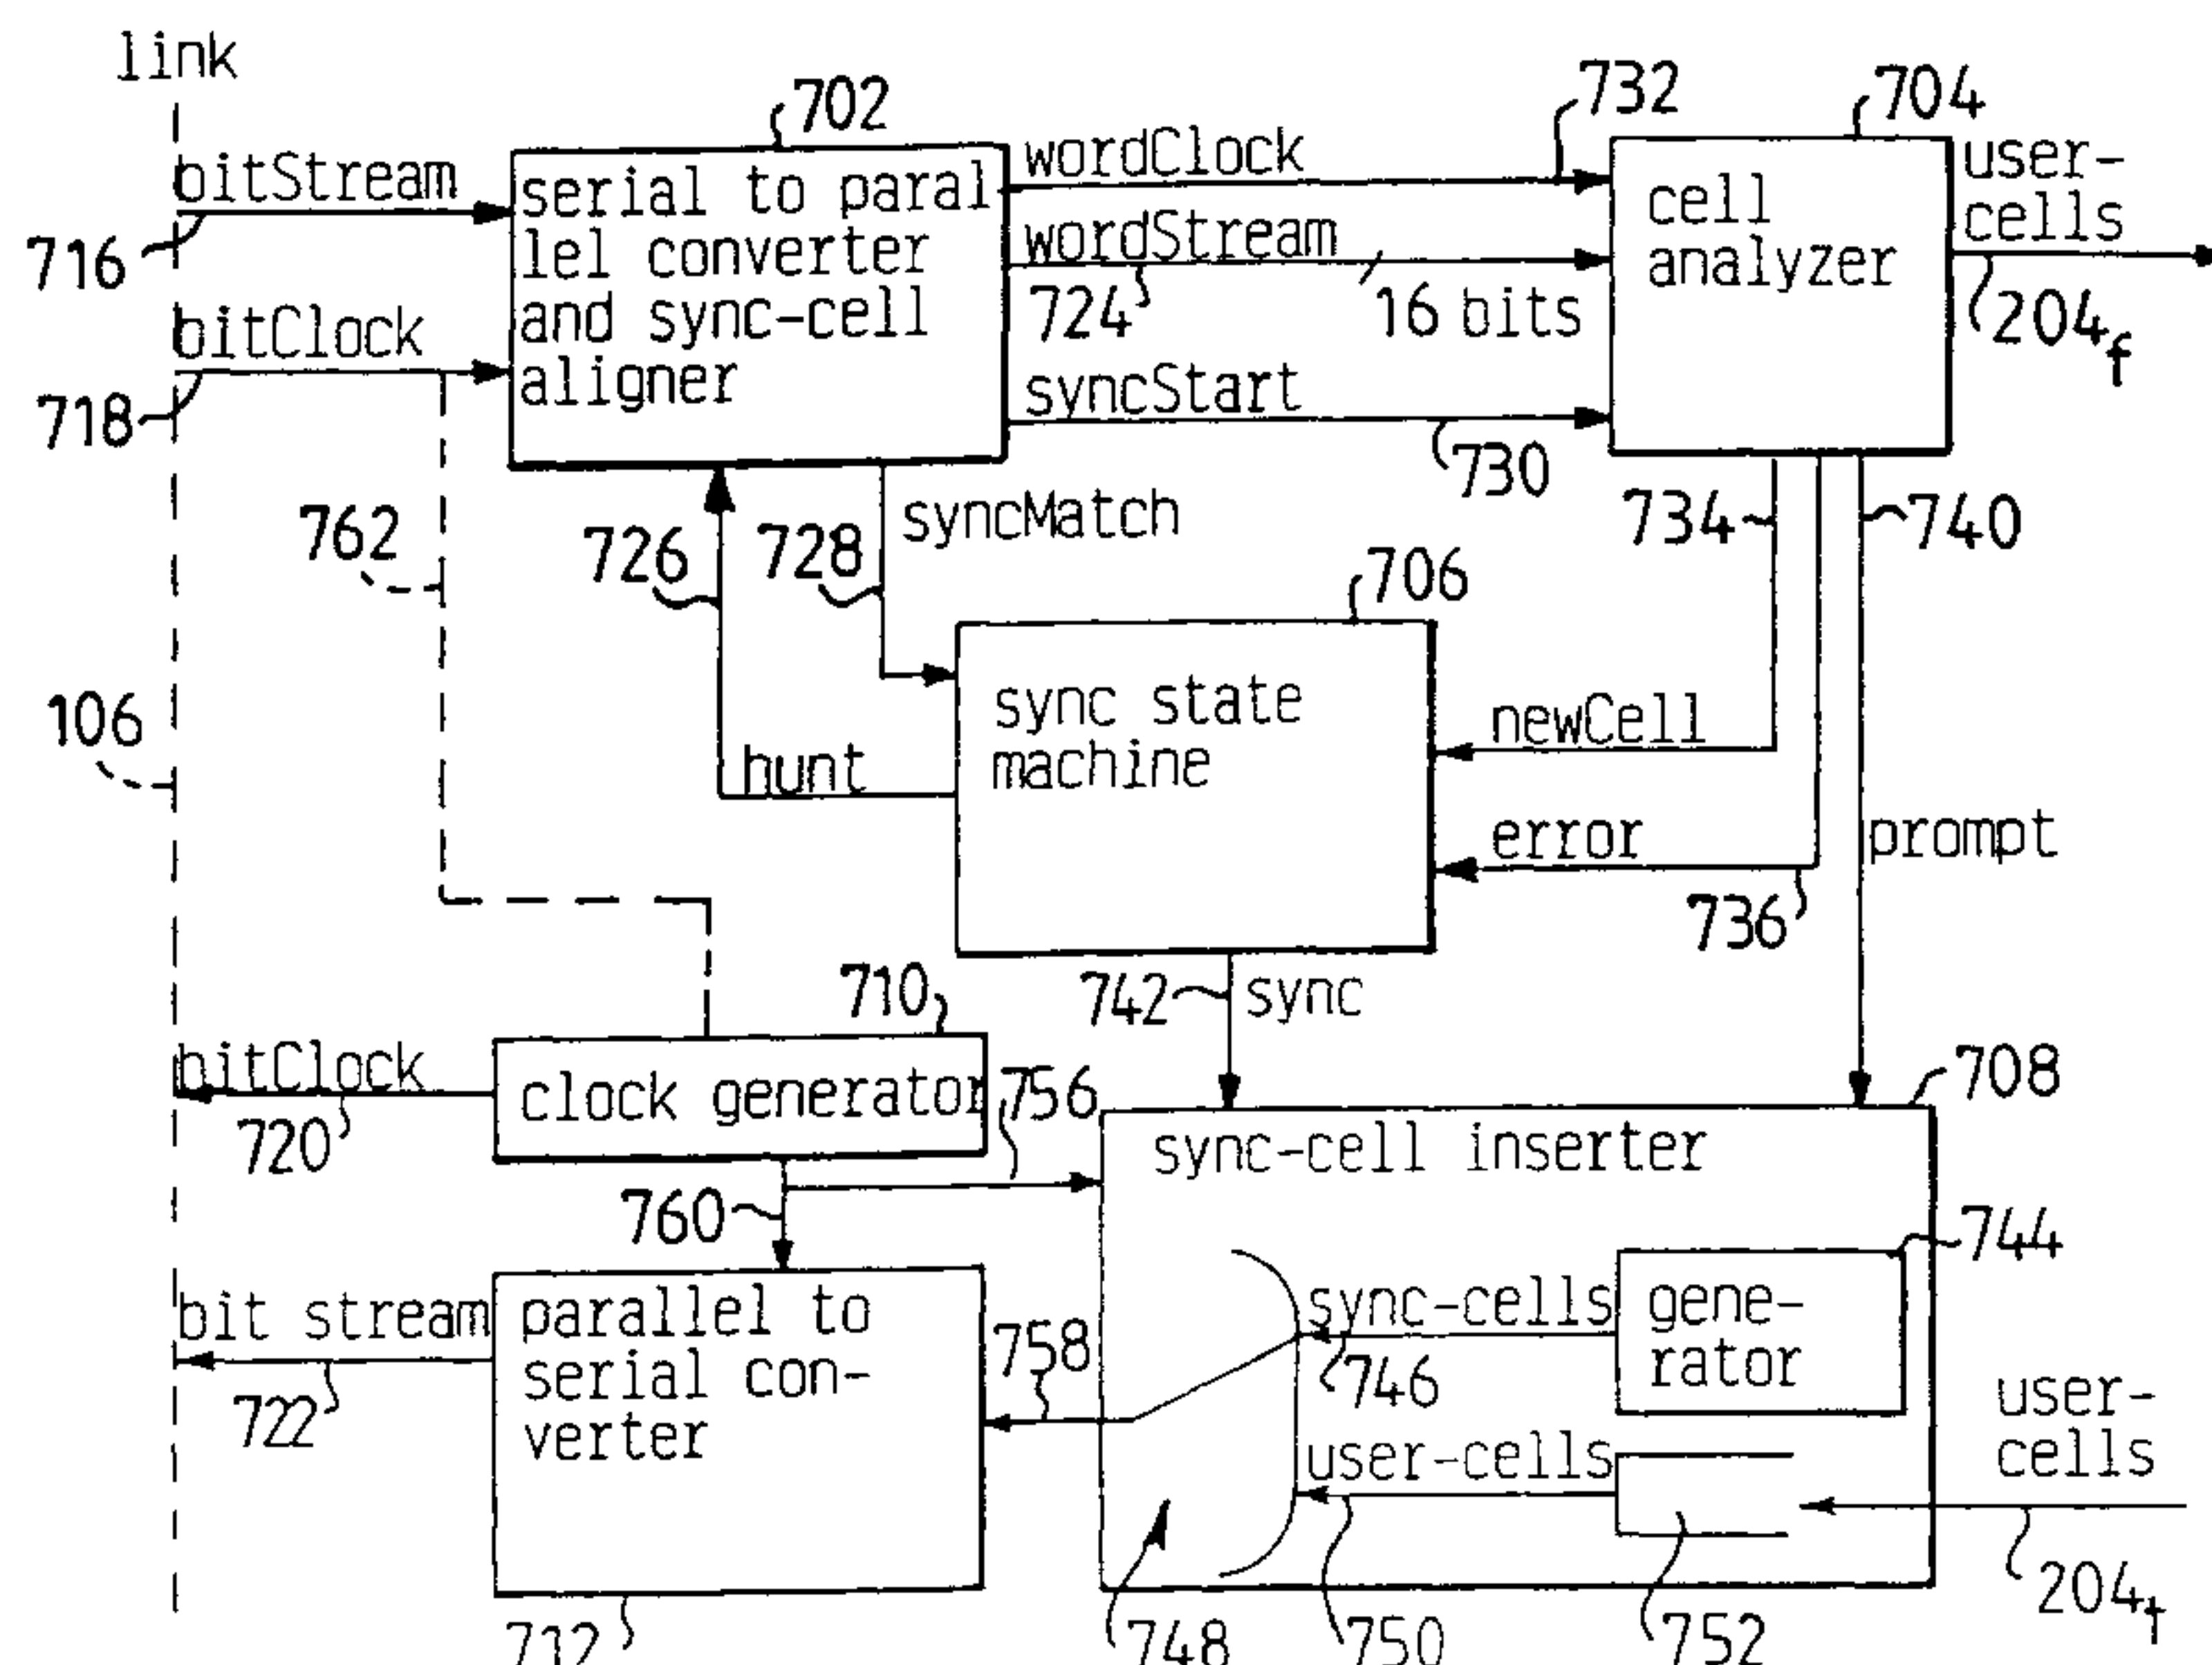 link
702
732
704
bitStream
serial to paral
lel converter
and sync-cell
aligner
wordClock
cell
analyzer
user-
cells
716
wordStream
724
16 bits
204f
bitClock
syncStart
718
730
734
740
762
726
728
syncMatch
706
106
sync state
machine
newCell
hunt
error
prompt
736
710
742
sync
bitClock
clock generator
756
708
720
sync-cell inserter
760
744
bit stream
parallel to
serial con-
verter
758
sync-cells
gene-
rator
746
722
user-cells
user-
cells
204t
712
748
750
752